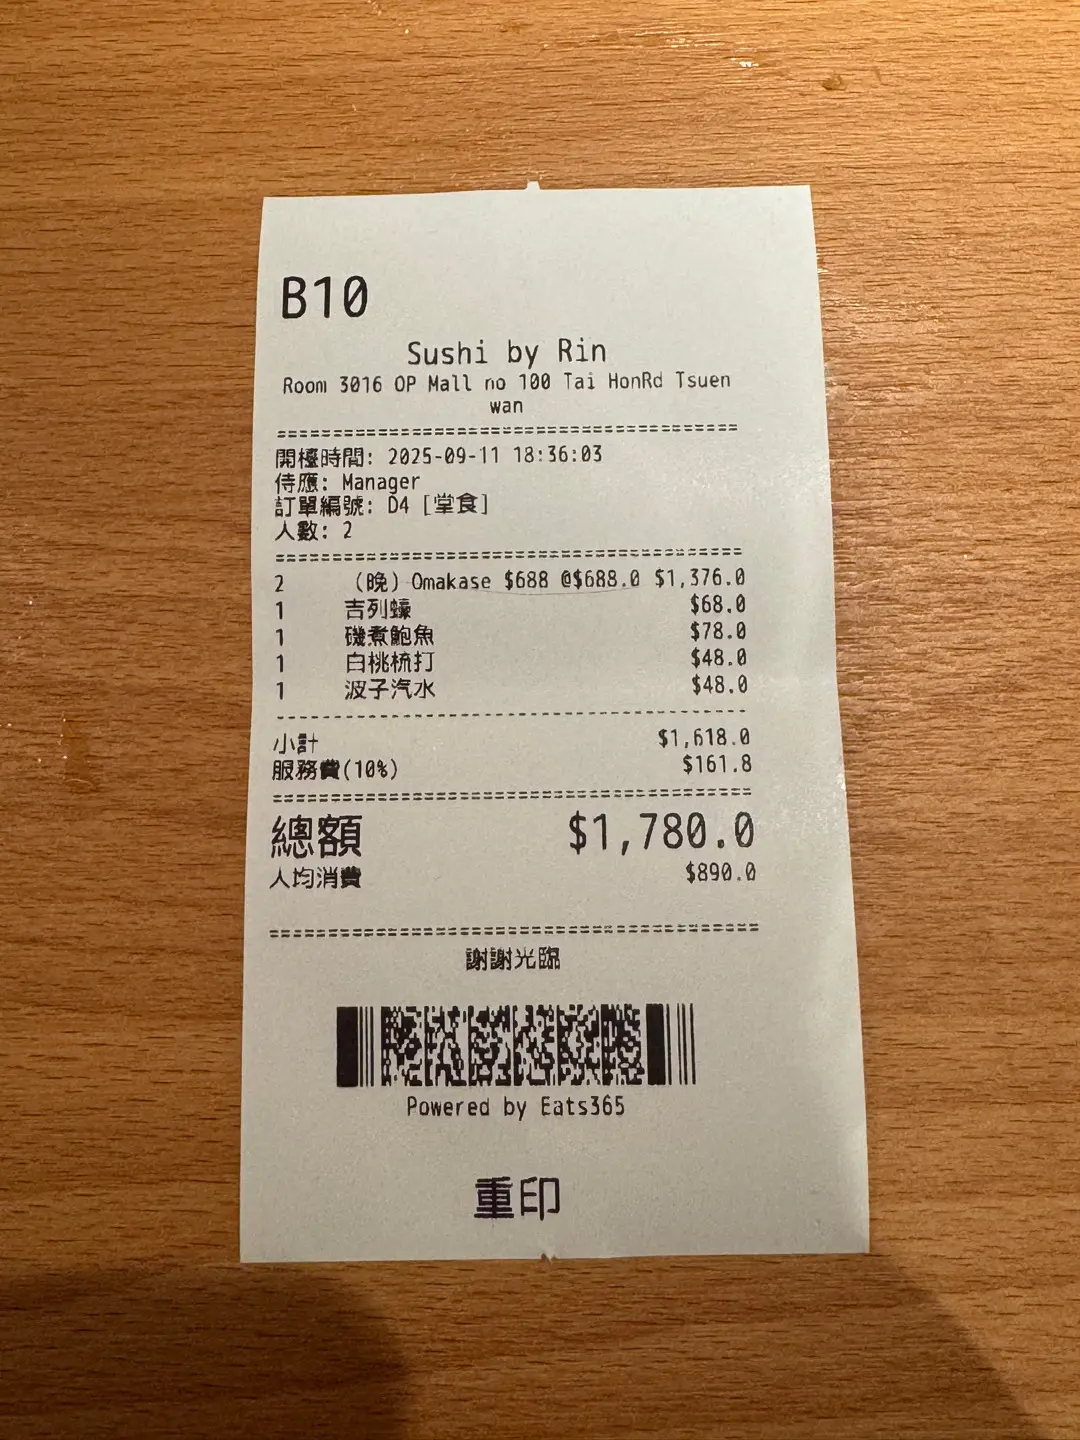 B10
Sushi by Rin
Room 3016 OP Mall no 100 Tai HonRd Tsuen
wan
==========================================
開檯時間: 2025-09-11 18:36:03
侍應: Manager
訂單編號: D4 [堂食]
人數: 2
==========================================
2 (晚) Omakase $688 @$688.0 $1,376.0
1 吉列蠔 $68.0
1 磯煮鮑魚 $78.0
1 白桃梳打 $48.0
1 波子汽水 $48.0
------------------------------------------
小計 $1,618.0
服務費(10%) $161.8
==========================================
總額 $1,780.0
人均消費 $890.0
==========================================
謝謝光臨
Powered by Eats365
重印